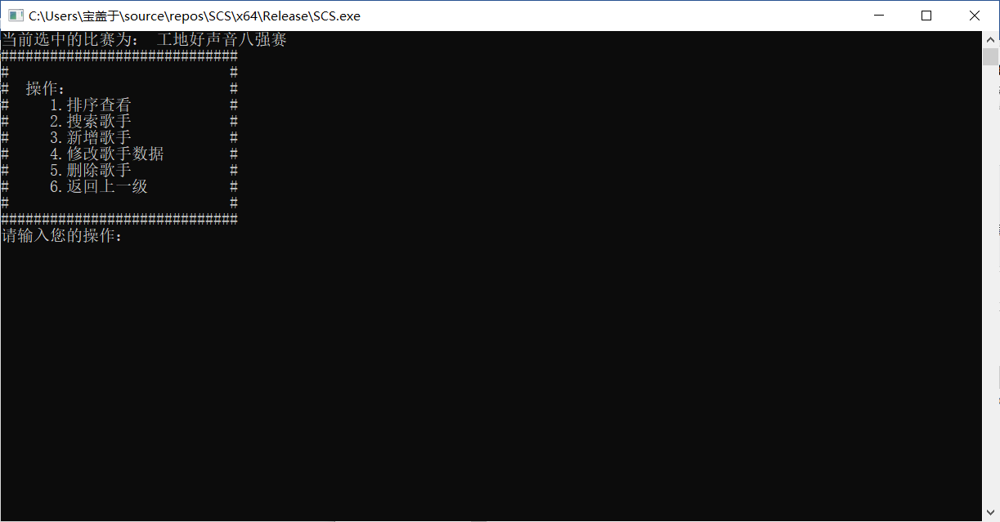 C:\Users\宝盖于\source\repos\SCS\x64\Release\SCS.exe
当前选中的比赛为： 工地好声音八强赛
#############################
#                           #
#  操作：                    #
#     1.排序查看            #
#     2.搜索歌手            #
#     3.新增歌手            #
#     4.修改歌手数据        #
#     5.删除歌手            #
#     6.返回上一级          #
#                           #
#############################
请输入您的操作：